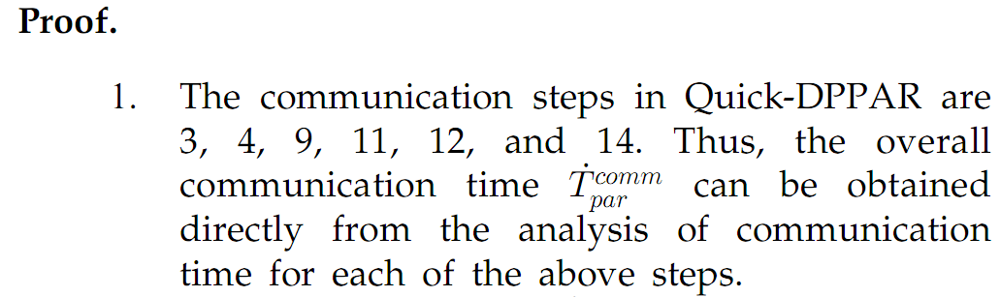 Proof.
1. The communication steps in Quick-DPPAR are
3, 4, 9, 11, 12, and 14. Thus, the overall
communication time $\dot{T}_{par}^{comm}$ can be obtained
directly from the analysis of communication
time for each of the above steps.